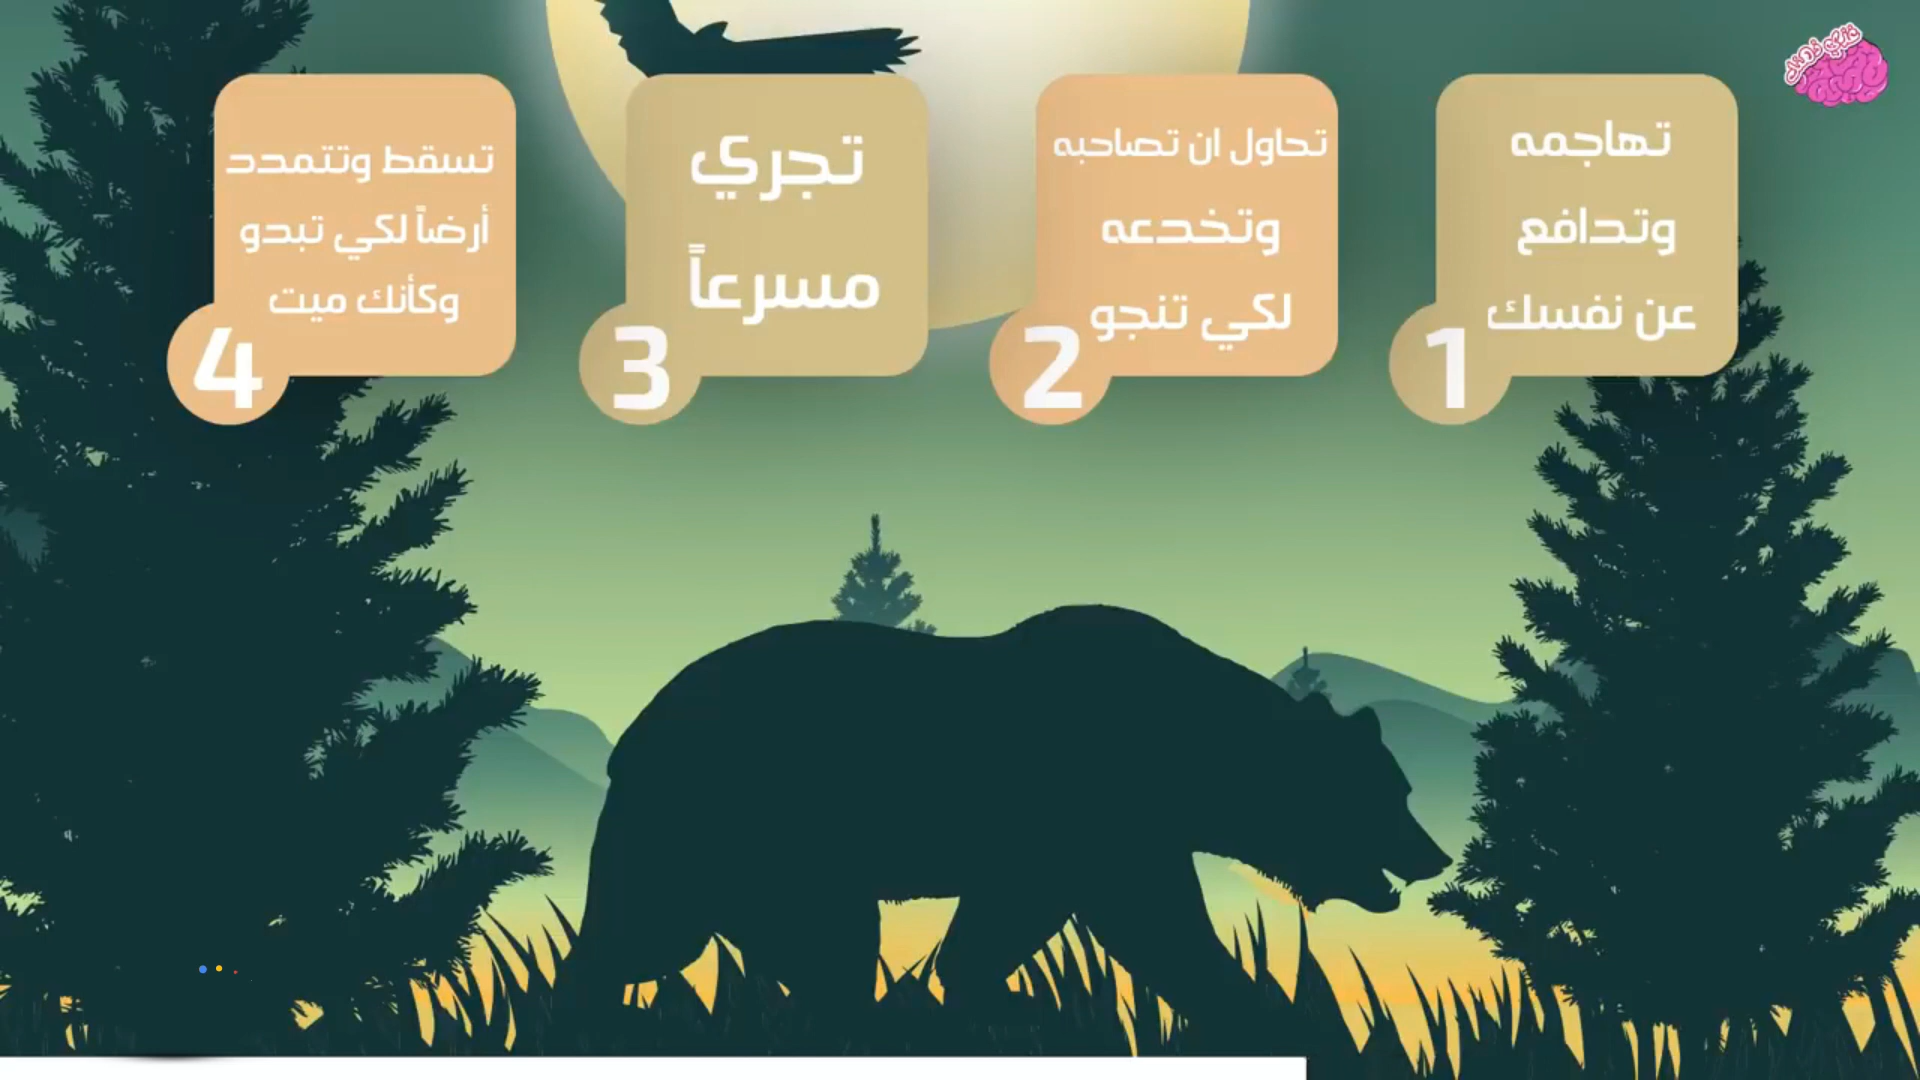 تهاجمه
وتدافع
عن نفسك
1
تحاول ان تصاحبه
وتخدعه
لكي تنجو
2
تجري
مسرعاً
3
تسقط وتتمدد
أرضاً لكي تبدو
وكأنك ميت
4